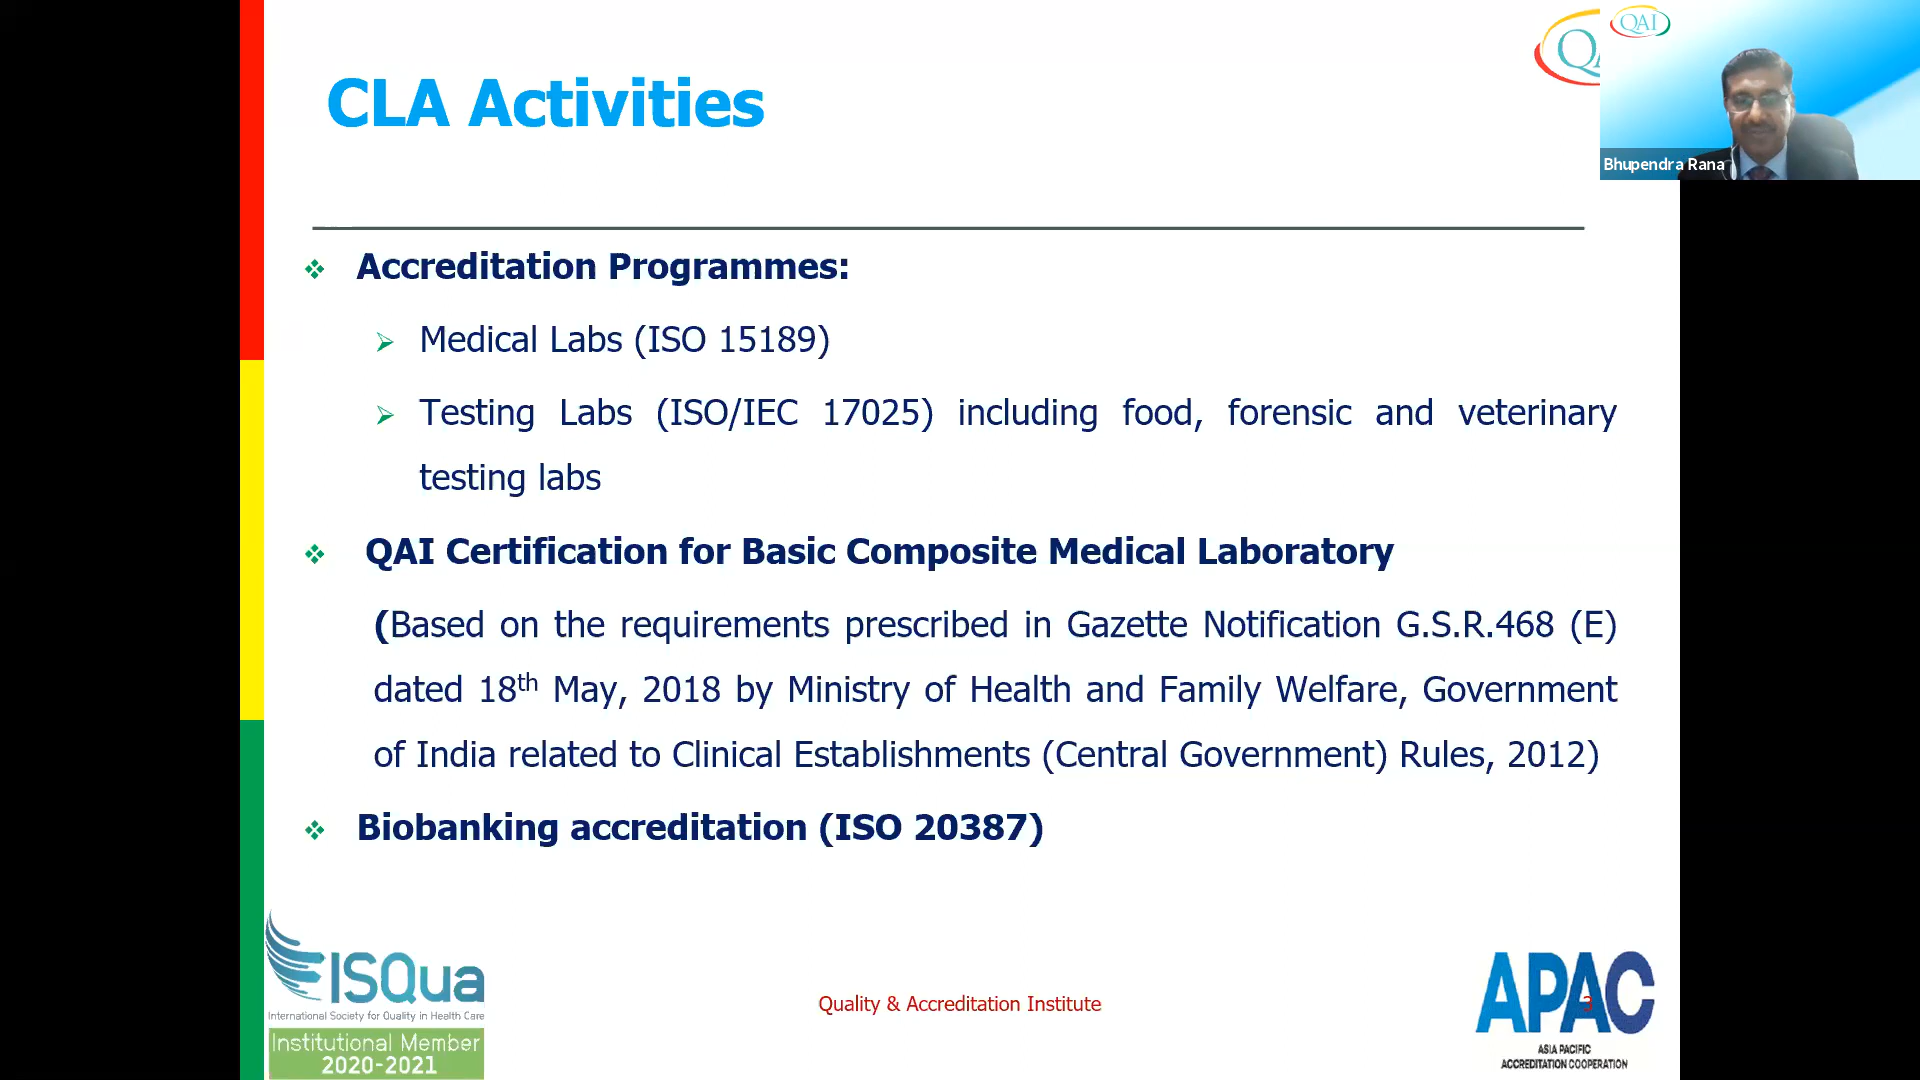 CLA Activities
QAI
Bhupendra Rana
Accreditation Programmes:
Medical Labs (ISO 15189)
Testing Labs (ISO/IEC 17025) including food, forensic and veterinary
testing labs
QAI Certification for Basic Composite Medical Laboratory
(Based on the requirements prescribed in Gazette Notification G.S.R.468 (E)
dated 18th May, 2018 by Ministry of Health and Family Welfare, Government
of India related to Clinical Establishments (Central Government) Rules, 2012)
Biobanking accreditation (ISO 20387)
ISQua
International Society for Quality in Health Care
Institutional Member
2020-2021
Quality & Accreditation Institute
APAC
3
ASIA PACIFIC
ACCREDITATION COOPERATION